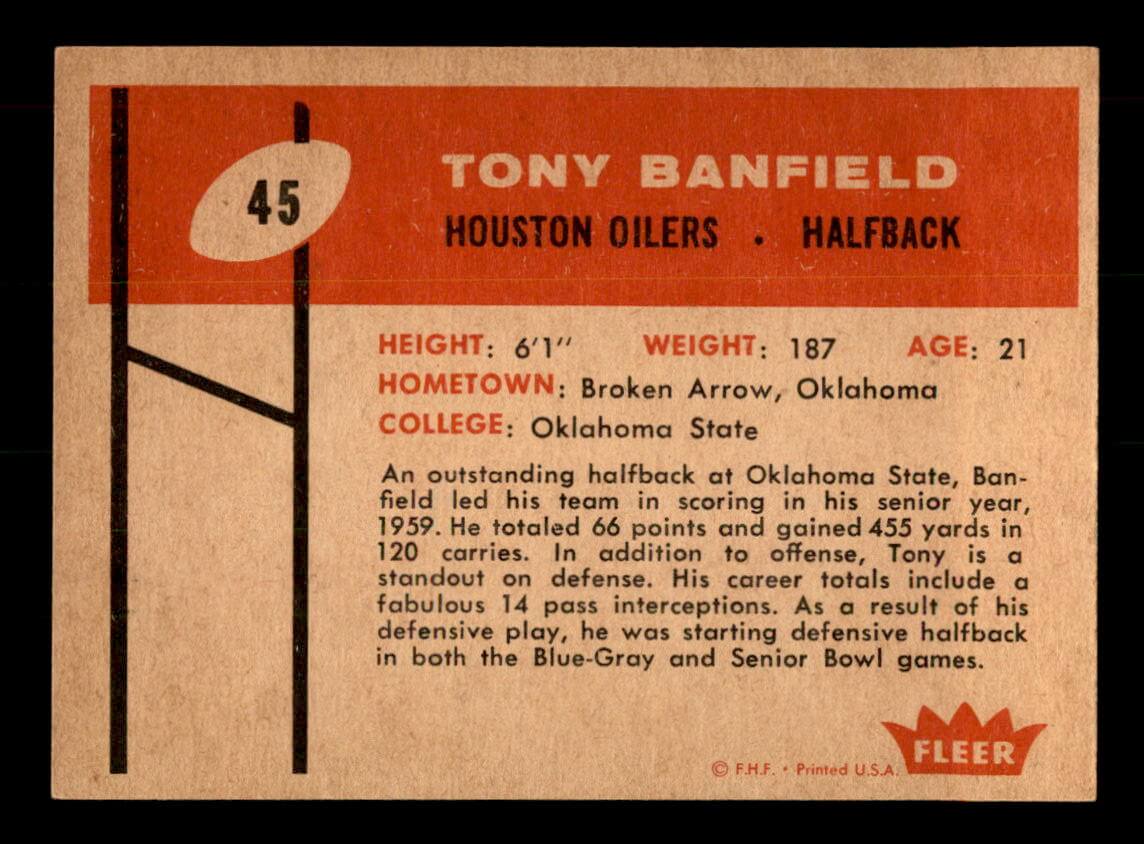 45
TONY BANFIELD
HOUSTON OILERS • HALFBACK
HEIGHT: 6'1" WEIGHT: 187 AGE: 21
HOMETOWN: Broken Arrow, Oklahoma
COLLEGE: Oklahoma State
An outstanding halfback at Oklahoma State, Ban-
field led his team in scoring in his senior year,
1959. He totaled 66 points and gained 455 yards in
120 carries. In addition to offense, Tony is a
standout on defense. His career totals include a
fabulous 14 pass interceptions. As a result of his
defensive play, he was starting defensive halfback
in both the Blue-Gray and Senior Bowl games.
FLEER
© F.H.F. • Printed U.S.A.